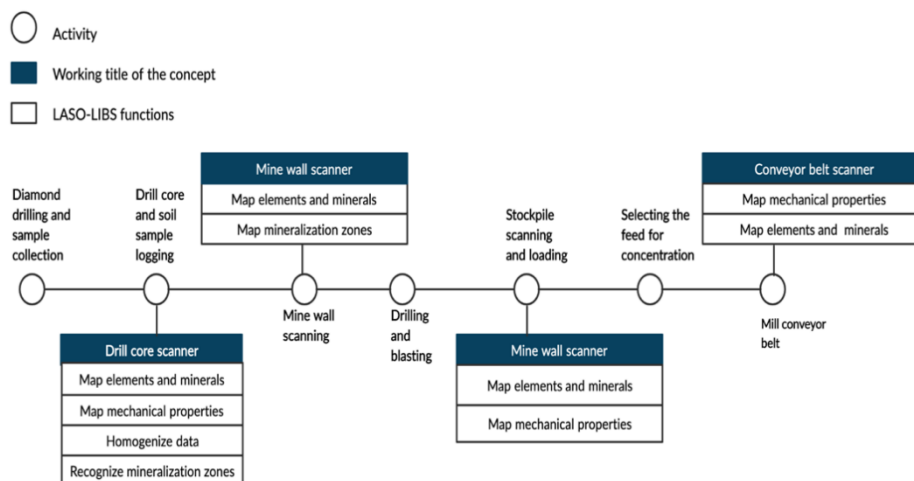 Activity
Working title of the concept
LASO-LIBS functions
Mine wall scanner
Map elements and minerals
Map mineralization zones
Conveyor belt scanner
Map mechanical properties
Map elements and minerals
Diamond
drilling and
sample
collection
Drill core
and soil
sample
logging
Stockpile
scanning
and loading
Selecting the
feed for
concentration
Mine wall
scanning
Drilling
and
blasting
Mill conveyor
belt
Drill core scanner
Map elements and minerals
Map mechanical properties
Homogenize data
Recognize mineralization zones
Mine wall scanner
Map elements and minerals
Map mechanical properties